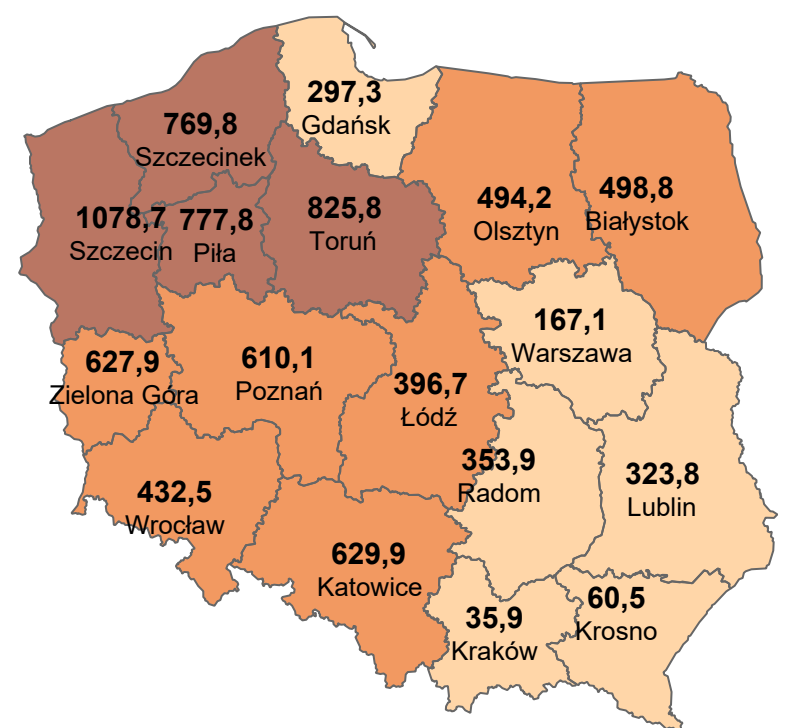 297,3
Gdańsk
769,8
Szczecinek
494,2
Olsztyn
498,8
Białystok
1078,7
Szczecin
777,8
Piła
825,8
Toruń
167,1
Warszawa
627,9
Zielona Góra
610,1
Poznań
396,7
Łódź
353,9
Radom
323,8
Lublin
432,5
Wrocław
629,9
Katowice
35,9
Kraków
60,5
Krosno